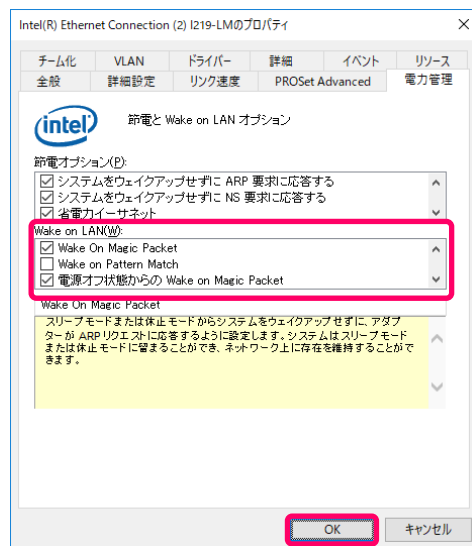 Intel(R) Ethernet Connection (2) I219-LMのプロパティ
チーム化 VLAN ドライバー 詳細 イベント リソース
全般 詳細設定 リンク速度 PROSet Advanced 電力管理
intel 節電と Wake on LAN オプション
節電オプション(P):
システムをウェイクアップせずに ARP 要求に応答する
システムをウェイクアップせずに NS 要求に応答する
省電力イーサネット
Wake on LAN(W):
Wake On Magic Packet
Wake on Pattern Match
電源オフ状態からの Wake on Magic Packet
Wake On Magic Packet
スリープ モードまたは休止モードからシステムをウェイクアップせずに、アダプ
ターが ARP リクエストに応答するように設定します。システムはスリープ モード
または休止モードに留まることができ、ネットワーク上に存在を維持することがで
きます。
OK キャンセル